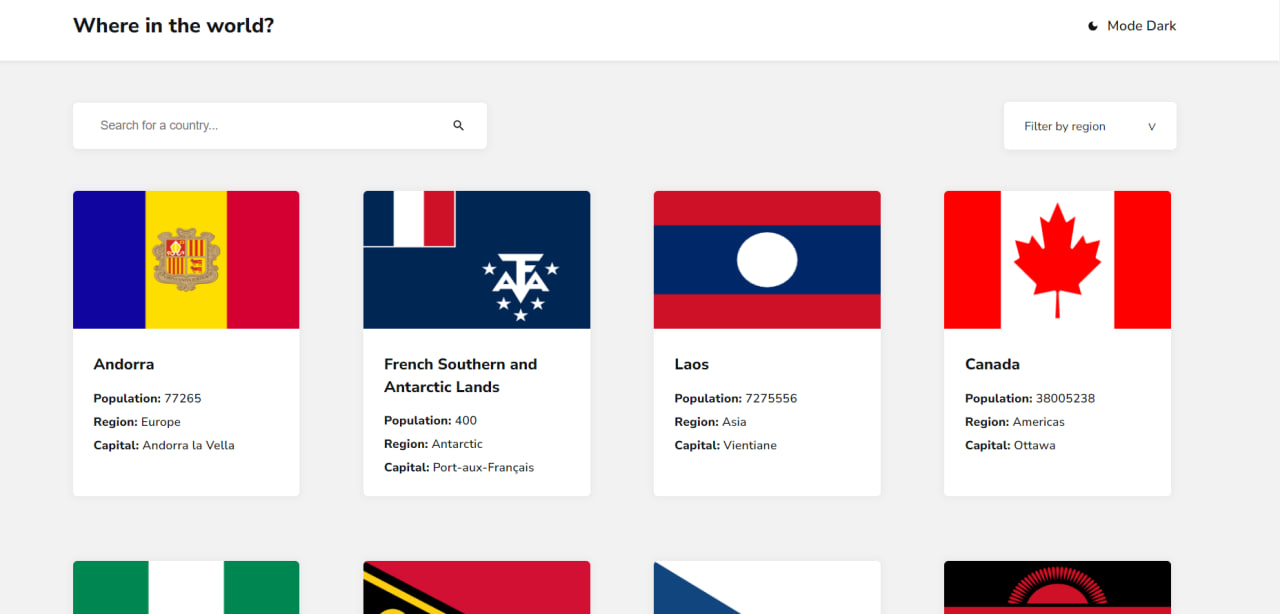 Where in the world?
Mode Dark
Search for a country...
Filter by region V
Andorra
Population: 77265
Region: Europe
Capital: Andorra la Vella
TAFA
French Southern and
Antarctic Lands
Population: 400
Region: Antarctic
Capital: Port-aux-Français
Laos
Population: 7275556
Region: Asia
Capital: Vientiane
Canada
Population: 38005238
Region: Americas
Capital: Ottawa